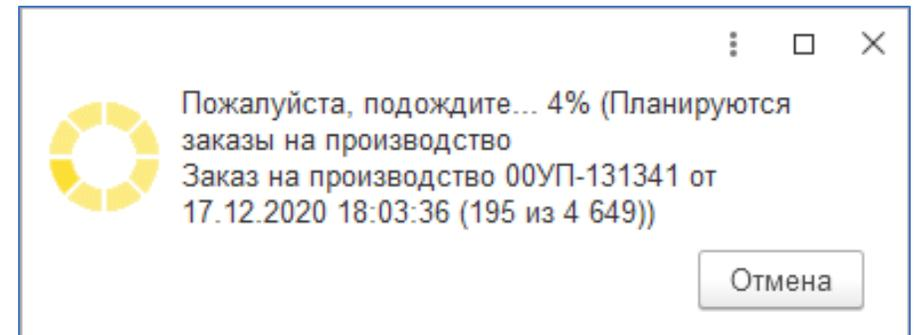 Пожалуйста, подождите... 4% (Планируются
заказы на производство
Заказ на производство 00УП-131341 от
17.12.2020 18:03:36 (195 из 4 649))
Отмена